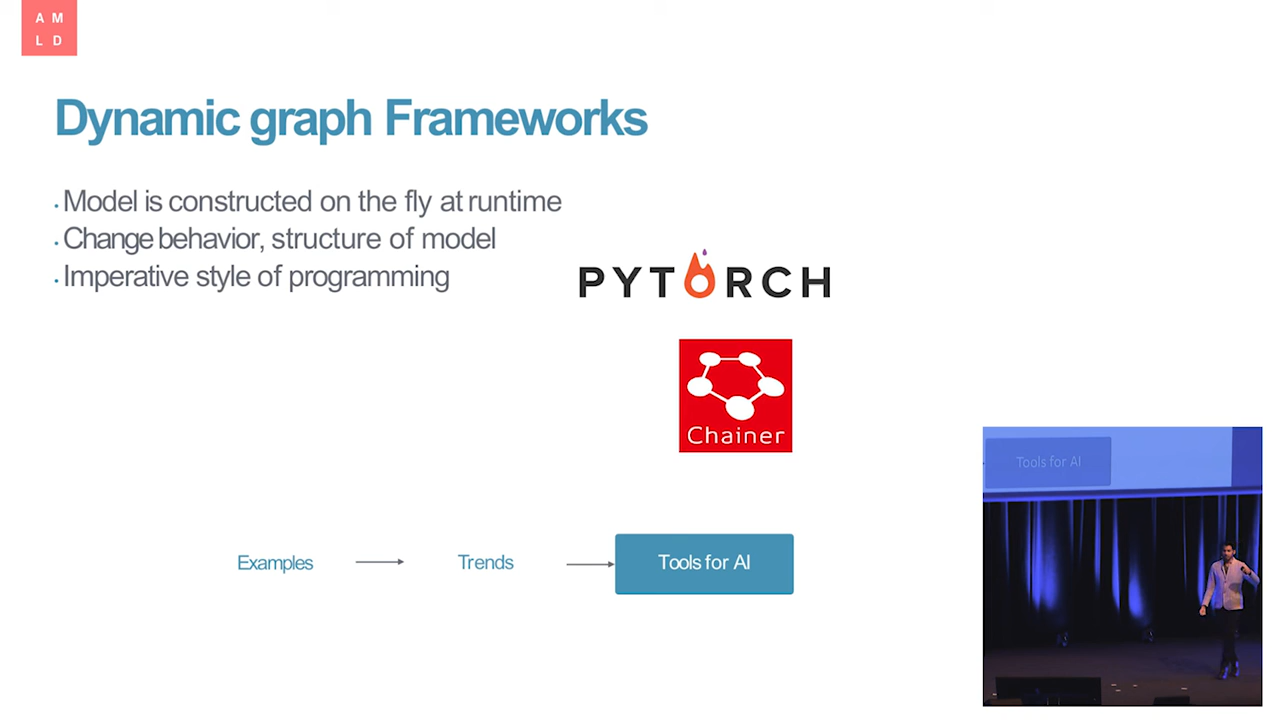 A M
L D
Dynamic graph Frameworks
· Model is constructed on the fly at runtime
· Change behavior, structure of model
· Imperative style of programming
PYTORCH
Chainer
Examples
Trends
Tools for AI
Tools for AI